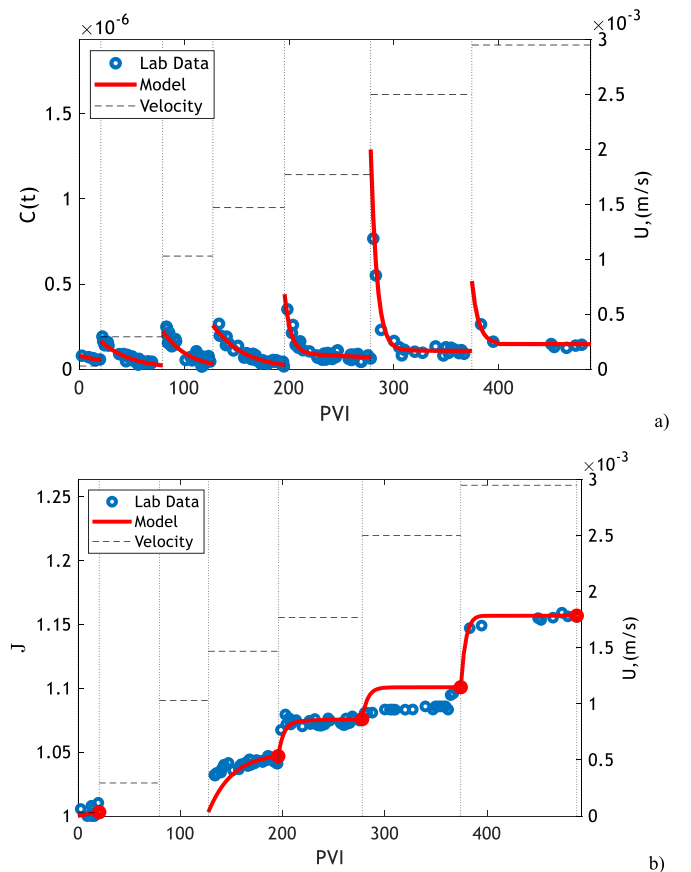 ×10⁻⁶
×10⁻³
Lab Data
Model
Velocity
1.5
1
0.5
0
C(t)
3
2.5
2
1.5
1
0.5
0
U,(m/s)
0 100 200 300 400
PVI
a)
×10⁻³
Lab Data
Model
Velocity
1.25
1.2
1.15
1.1
1.05
1
J
3
2.5
2
1.5
1
0.5
0
U,(m/s)
0 100 200 300 400
PVI
b)